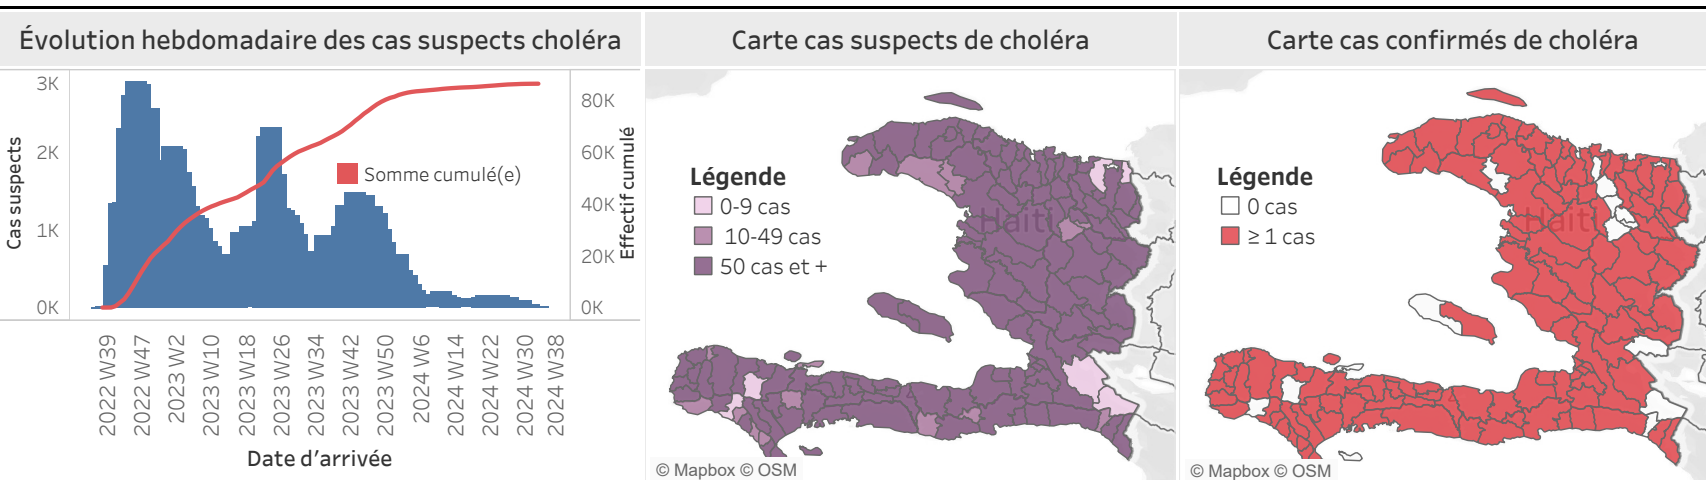 Évolution hebdomadaire des cas suspects choléra
Carte cas suspects de choléra
Carte cas confirmés de choléra
3K
2K
1K
0K
Cas suspects
80K
60K
40K
20K
0K
Effectif cumulé
Somme cumulé(e)
2022 W39
2022 W47
2023 W2
2023 W10
2023 W18
2023 W26
2023 W34
2023 W42
2023 W50
2024 W6
2024 W14
2024 W22
2024 W30
2024 W38
Date d'arrivée
Légende
0-9 cas
10-49 cas
50 cas et +
Haiti
© Mapbox © OSM
Légende
0 cas
≥ 1 cas
Haiti
© Mapbox © OSM